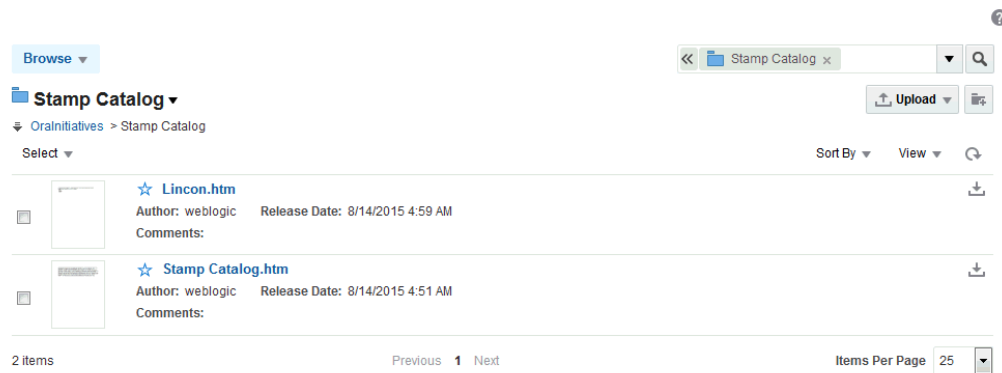 Browse
Stamp Catalog ×
Stamp Catalog
Upload
OraInitiatives > Stamp Catalog
Select
Sort By View
Lincon.htm
Author: weblogic Release Date: 8/14/2015 4:59 AM
Comments:
Stamp Catalog.htm
Author: weblogic Release Date: 8/14/2015 4:51 AM
Comments:
2 items Previous 1 Next Items Per Page 25